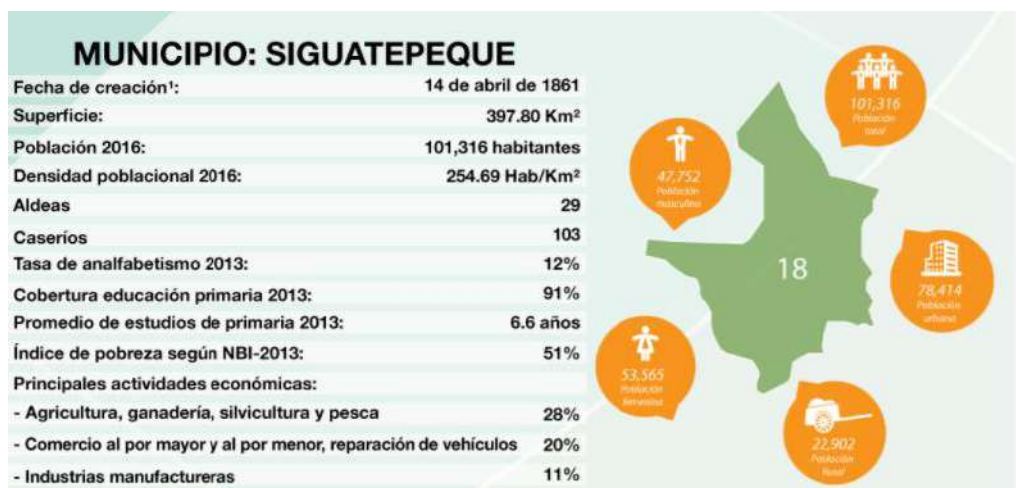 MUNICIPIO: SIGUATEPEQUE
Fecha de creación¹: 14 de abril de 1861
Superficie: 397.80 Km²
Población 2016: 101,316 habitantes
Densidad poblacional 2016: 254.69 Hab/Km²
Aldeas 29
Caseríos 103
Tasa de analfabetismo 2013: 12%
Cobertura educación primaria 2013: 91%
Promedio de estudios de primaria 2013: 6.6 años
Índice de pobreza según NBI-2013: 51%
Principales actividades económicas:
- Agricultura, ganadería, silvicultura y pesca 28%
- Comercio al por mayor y al por menor, reparación de vehículos 20%
- Industrias manufactureras 11%
101,316
Población
total
47,752
Población
masculina
18
78,414
Población
urbana
53,565
Población
femenina
22,902
Población
Rural